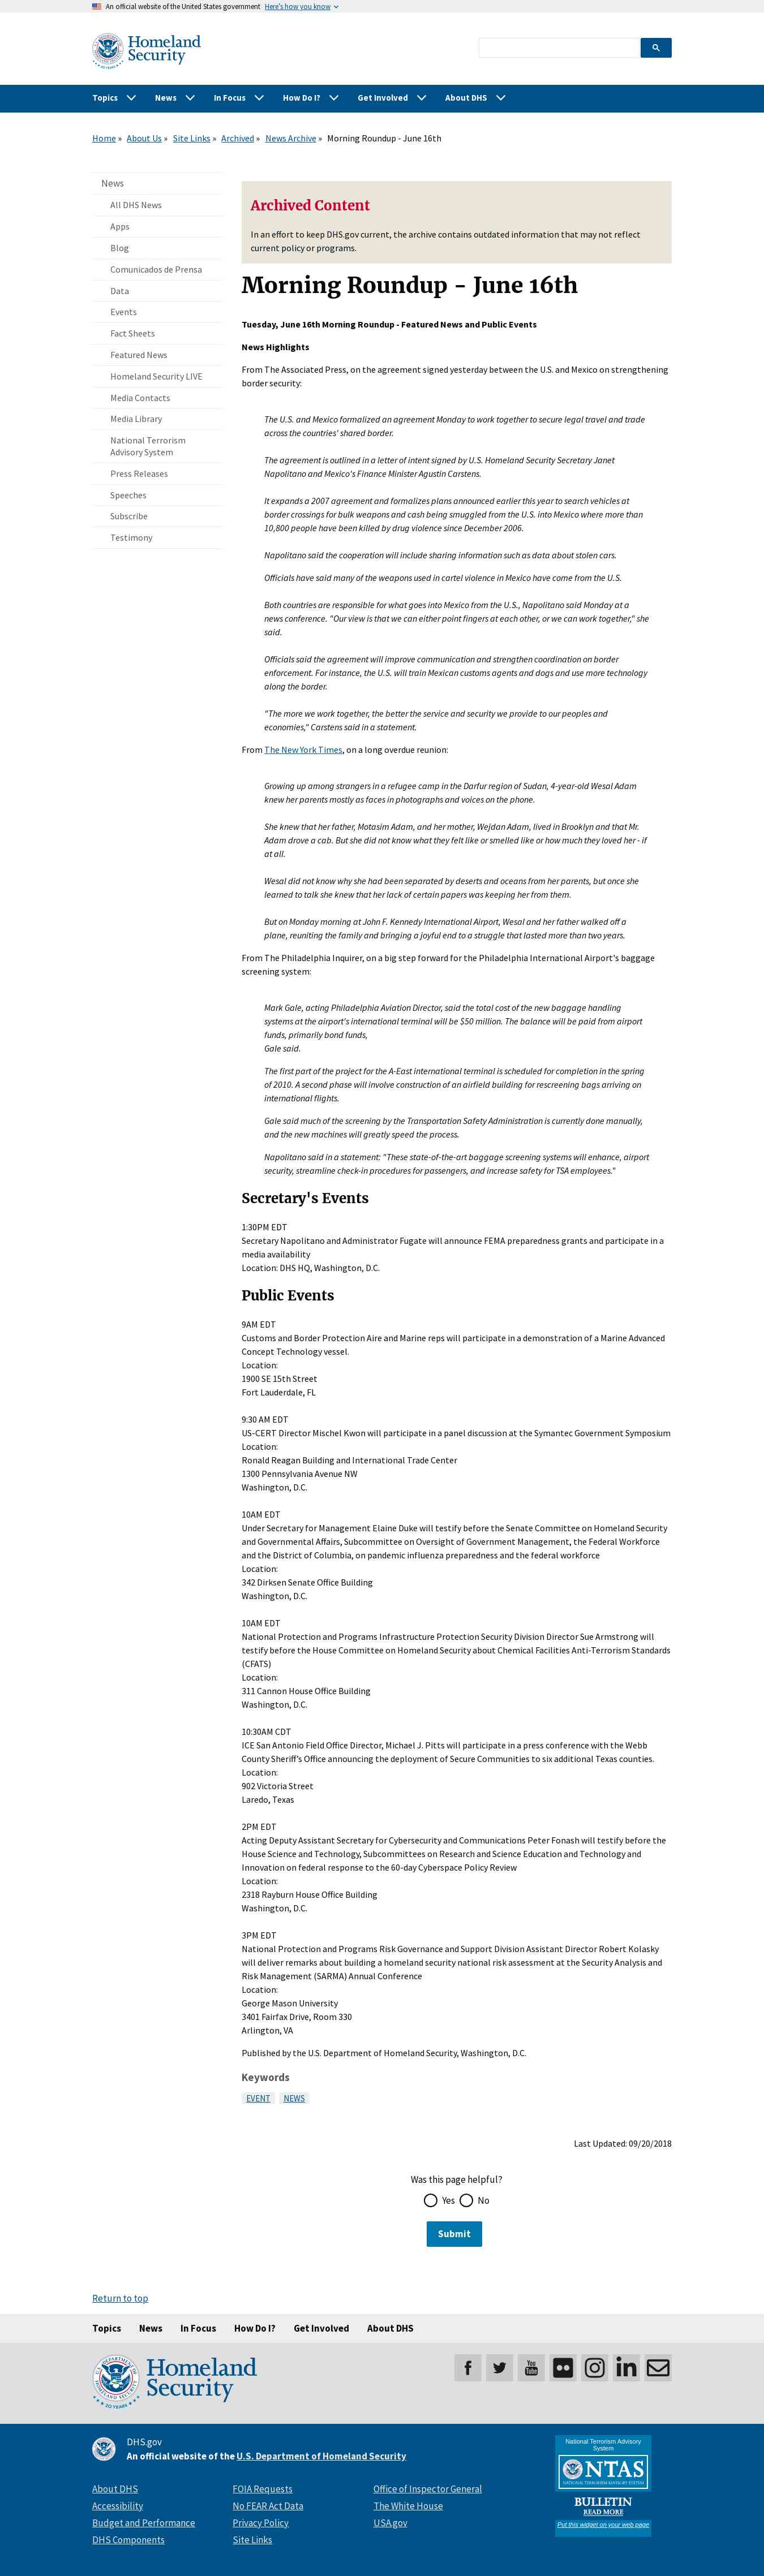 An official website of the United States government Here's how you know
Homeland
Security
Topics News In Focus How Do I? Get Involved About DHS
Home » About Us » Site Links » Archived » News Archive » Morning Roundup - June 16th
News
All DHS News
Apps
Blog
Comunicados de Prensa
Data
Events
Fact Sheets
Featured News
Homeland Security LIVE
Media Contacts
Media Library
National Terrorism
Advisory System
Press Releases
Speeches
Subscribe
Testimony
Archived Content
In an effort to keep DHS.gov current, the archive contains outdated information that may not reflect
current policy or programs.
Morning Roundup - June 16th
Tuesday, June 16th Morning Roundup - Featured News and Public Events
News Highlights
From The Associated Press, on the agreement signed yesterday between the U.S. and Mexico on strengthening
border security:
The U.S. and Mexico formalized an agreement Monday to work together to secure legal travel and trade
across the countries' shared border.
The agreement is outlined in a letter of intent signed by U.S. Homeland Security Secretary Janet
Napolitano and Mexico's Finance Minister Agustin Carstens.
It expands a 2007 agreement and formalizes plans announced earlier this year to search vehicles at
border crossings for bulk weapons and cash being smuggled from the U.S. into Mexico where more than
10,800 people have been killed by drug violence since December 2006.
Napolitano said the cooperation will include sharing information such as data about stolen cars.
Officials have said many of the weapons used in cartel violence in Mexico have come from the U.S.
Both countries are responsible for what goes into Mexico from the U.S., Napolitano said Monday at a
news conference. "Our view is that we can either point fingers at each other, or we can work together," she
said.
Officials said the agreement will improve communication and strengthen coordination on border
enforcement. For instance, the U.S. will train Mexican customs agents and dogs and use more technology
along the border.
"The more we work together, the better the service and security we provide to our peoples and
economies," Carstens said in a statement.
From The New York Times, on a long overdue reunion:
Growing up among strangers in a refugee camp in the Darfur region of Sudan, 4-year-old Wesal Adam
knew her parents mostly as faces in photographs and voices on the phone.
She knew that her father, Motasim Adam, and her mother, Wejdan Adam, lived in Brooklyn and that Mr.
Adam drove a cab. But she did not know what they felt like or smelled like or how much they loved her - if
at all.
Wesal did not know why she had been separated by deserts and oceans from her parents, but once she
learned to talk she knew that her lack of certain papers was keeping her from them.
But on Monday morning at John F. Kennedy International Airport, Wesal and her father walked off a
plane, reuniting the family and bringing a joyful end to a struggle that lasted more than two years.
From The Philadelphia Inquirer, on a big step forward for the Philadelphia International Airport's baggage
screening system:
Mark Gale, acting Philadelphia Aviation Director, said the total cost of the new baggage handling
systems at the airport's international terminal will be $50 million. The balance will be paid from airport
funds, primarily bond funds,
Gale said.
The first part of the project for the A-East international terminal is scheduled for completion in the spring
of 2010. A second phase will involve construction of an airfield building for rescreening bags arriving on
international flights.
Gale said much of the screening by the Transportation Safety Administration is currently done manually,
and the new machines will greatly speed the process.
Napolitano said in a statement: "These state-of-the-art baggage screening systems will enhance, airport
security, streamline check-in procedures for passengers, and increase safety for TSA employees."
Secretary's Events
1:30PM EDT
Secretary Napolitano and Administrator Fugate will announce FEMA preparedness grants and participate in a
media availability
Location: DHS HQ, Washington, D.C.
Public Events
9AM EDT
Customs and Border Protection Aire and Marine reps will participate in a demonstration of a Marine Advanced
Concept Technology vessel.
Location:
1900 SE 15th Street
Fort Lauderdale, FL
9:30 AM EDT
US-CERT Director Mischel Kwon will participate in a panel discussion at the Symantec Government Symposium
Location:
Ronald Reagan Building and International Trade Center
1300 Pennsylvania Avenue NW
Washington, D.C.
10AM EDT
Under Secretary for Management Elaine Duke will testify before the Senate Committee on Homeland Security
and Governmental Affairs, Subcommittee on Oversight of Government Management, the Federal Workforce
and the District of Columbia, on pandemic influenza preparedness and the federal workforce
Location:
342 Dirksen Senate Office Building
Washington, D.C.
10AM EDT
National Protection and Programs Infrastructure Protection Security Division Director Sue Armstrong will
testify before the House Committee on Homeland Security about Chemical Facilities Anti-Terrorism Standards
(CFATS)
Location:
311 Cannon House Office Building
Washington, D.C.
10:30AM CDT
ICE San Antonio Field Office Director, Michael J. Pitts will participate in a press conference with the Webb
County Sheriff’s Office announcing the deployment of Secure Communities to six additional Texas counties.
Location:
902 Victoria Street
Laredo, Texas
2PM EDT
Acting Deputy Assistant Secretary for Cybersecurity and Communications Peter Fonash will testify before the
House Science and Technology, Subcommittees on Research and Science Education and Technology and
Innovation on federal response to the 60-day Cyberspace Policy Review
Location:
2318 Rayburn House Office Building
Washington, D.C.
3PM EDT
National Protection and Programs Risk Governance and Support Division Assistant Director Robert Kolasky
will deliver remarks about building a homeland security national risk assessment at the Security Analysis and
Risk Management (SARMA) Annual Conference
Location:
George Mason University
3401 Fairfax Drive, Room 330
Arlington, VA
Published by the U.S. Department of Homeland Security, Washington, D.C.
Keywords
EVENT NEWS
Last Updated: 09/20/2018
Was this page helpful?
Yes No
Submit
Return to top
Topics News In Focus How Do I? Get Involved About DHS
Homeland
Security
You
Tube
DHS.gov
An official website of the U.S. Department of Homeland Security
About DHS
Accessibility
Budget and Performance
DHS Components
FOIA Requests
No FEAR Act Data
Privacy Policy
Site Links
Office of Inspector General
The White House
USA.gov
National Terrorism Advisory
System
NTAS
NATIONAL TERRORISM ADVISORY SYSTEM
BULLETIN
READ MORE
Put this widget on your web page